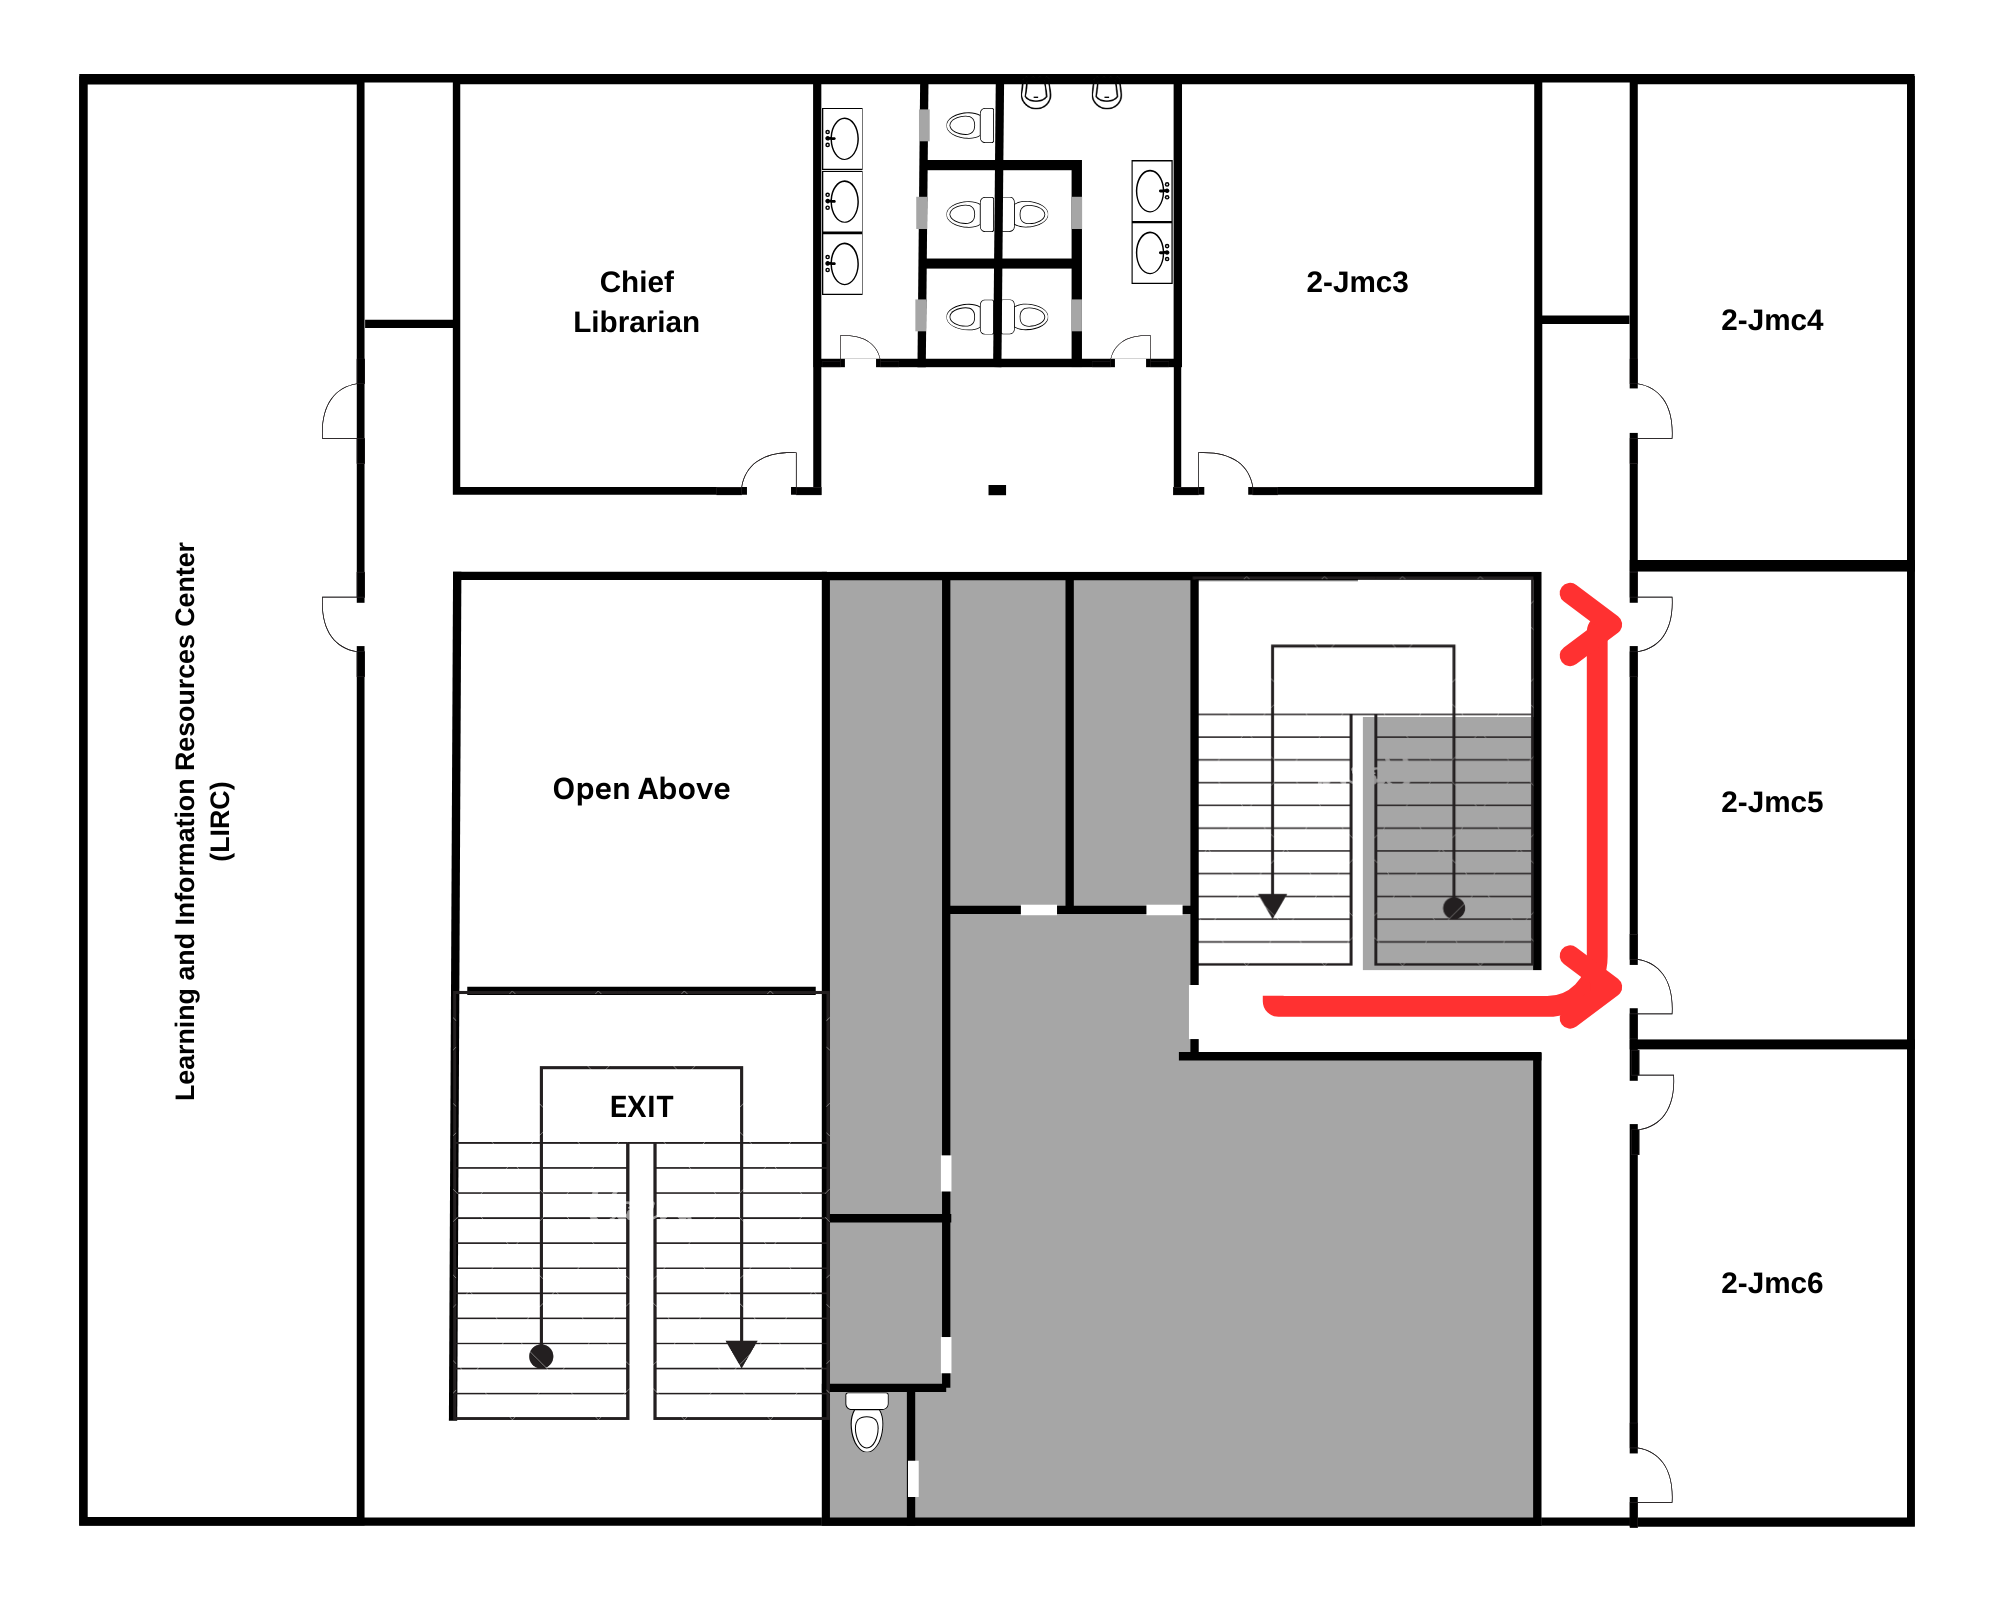 Chief
Librarian
2-Jmc3
2-Jmc4
Learning and Information Resources Center
(LIRC)
Open Above
2-Jmc5
EXIT
2-Jmc6